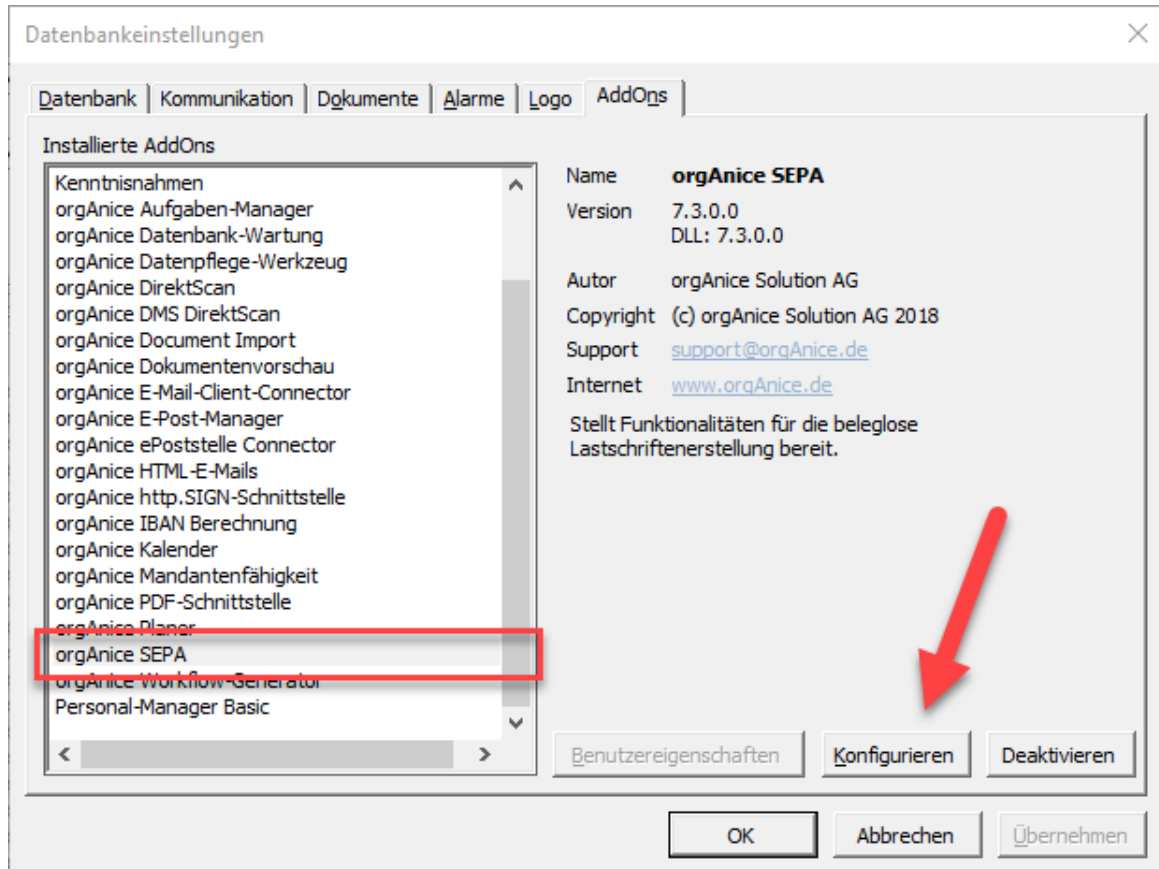 Datenbankeinstellungen
Datenbank Kommunikation Dokumente Alarme Logo AddOns
Installierte AddOns
Kenntnisnahmen
orgAnice Aufgaben-Manager
orgAnice Datenbank-Wartung
orgAnice Datenpflege-Werkzeug
orgAnice DirektScan
orgAnice DMS DirektScan
orgAnice Document Import
orgAnice Dokumentenvorschau
orgAnice E-Mail-Client-Connector
orgAnice E-Post-Manager
orgAnice ePoststelle Connector
orgAnice HTML-E-Mails
orgAnice http.SIGN-Schnittstelle
orgAnice IBAN Berechnung
orgAnice Kalender
orgAnice Mandantenfähigkeit
orgAnice PDF-Schnittstelle
orgAnice Planer
orgAnice SEPA
orgAnice Workflow-Generator
Personal-Manager Basic
Name orgAnice SEPA
Version 7.3.0.0
DLL: 7.3.0.0
Autor orgAnice Solution AG
Copyright (c) orgAnice Solution AG 2018
Support support@orgAnice.de
Internet www.orgAnice.de
Stellt Funktionalitäten für die beleglose
Lastschriftenerstellung bereit.
Benutzereigenschaften Konfigurieren Deaktivieren
OK Abbrechen Übernehmen